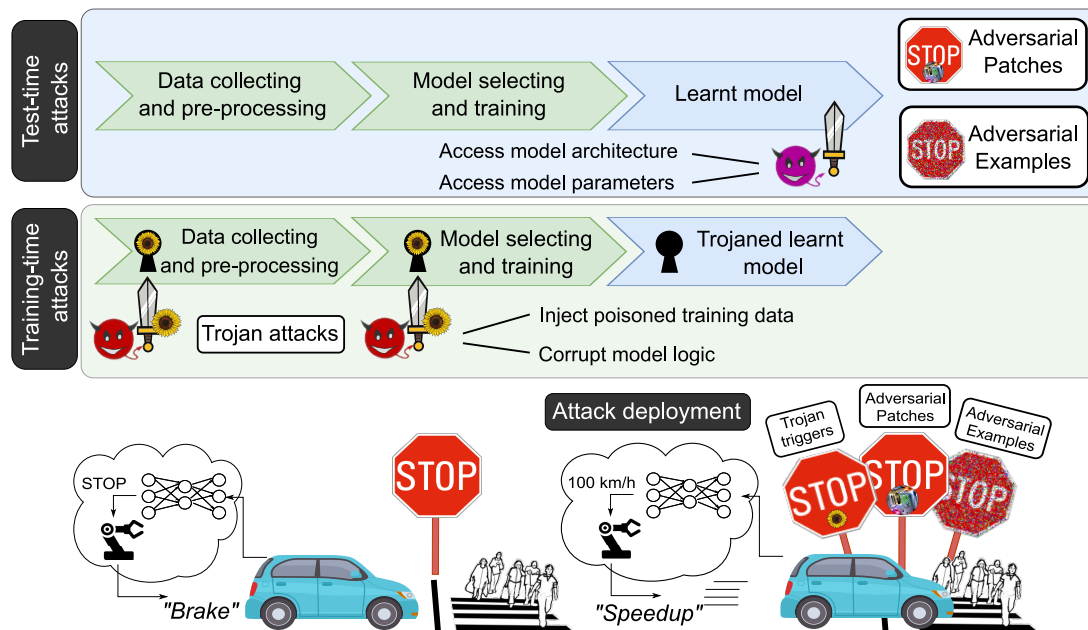 Test-time
attacks
Data collecting
and pre-processing
Model selecting
and training
Learnt model
Access model architecture
Access model parameters
STOP
Adversarial
Patches
STOP
Adversarial
Examples
Training-time
attacks
Data collecting
and pre-processing
Model selecting
and training
Trojaned learnt
model
Trojan attacks
Inject poisoned training data
Corrupt model logic
Attack deployment
STOP
"Brake"
STOP
100 km/h
"Speedup"
Trojan
triggers
Adversarial
Patches
Adversarial
Examples
STOP
STOP
STOP